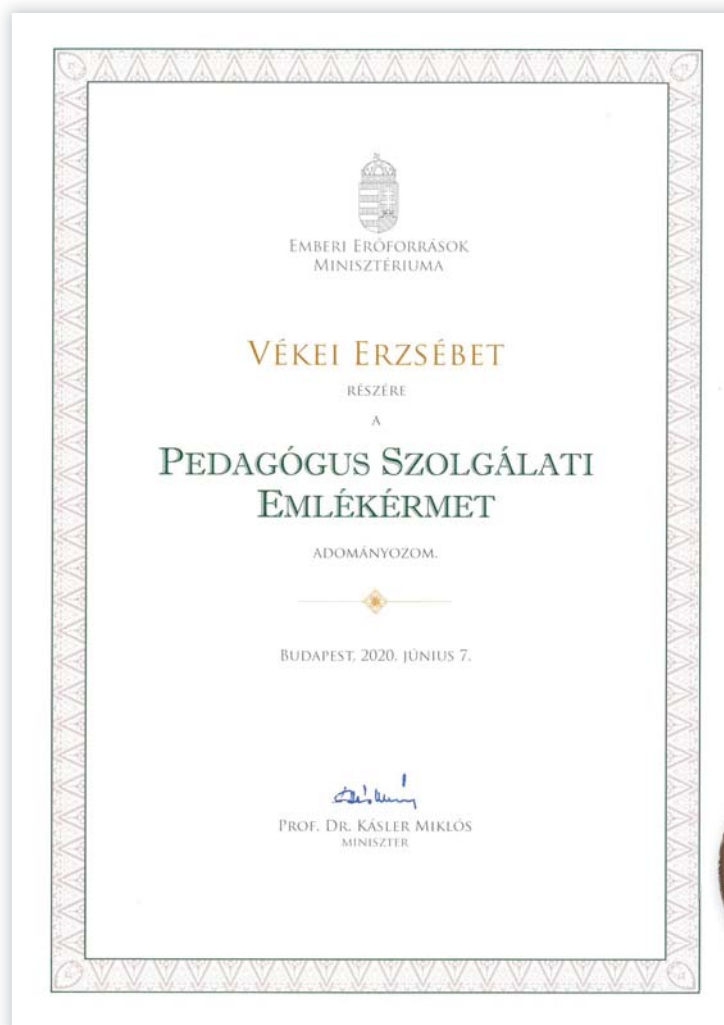 EMBERI ERŐFORRÁSOK
MINISZTÉRIUMA
VÉKEI ERZSÉBET
RÉSZÉRE
A
PEDAGÓGUS SZOLGÁLATI
EMLÉKÉRMET
ADOMÁNYOZOM.
BUDAPEST, 2020. JÚNIUS 7.
PROF. DR. KÁSLER MIKLÓS
MINISZTER